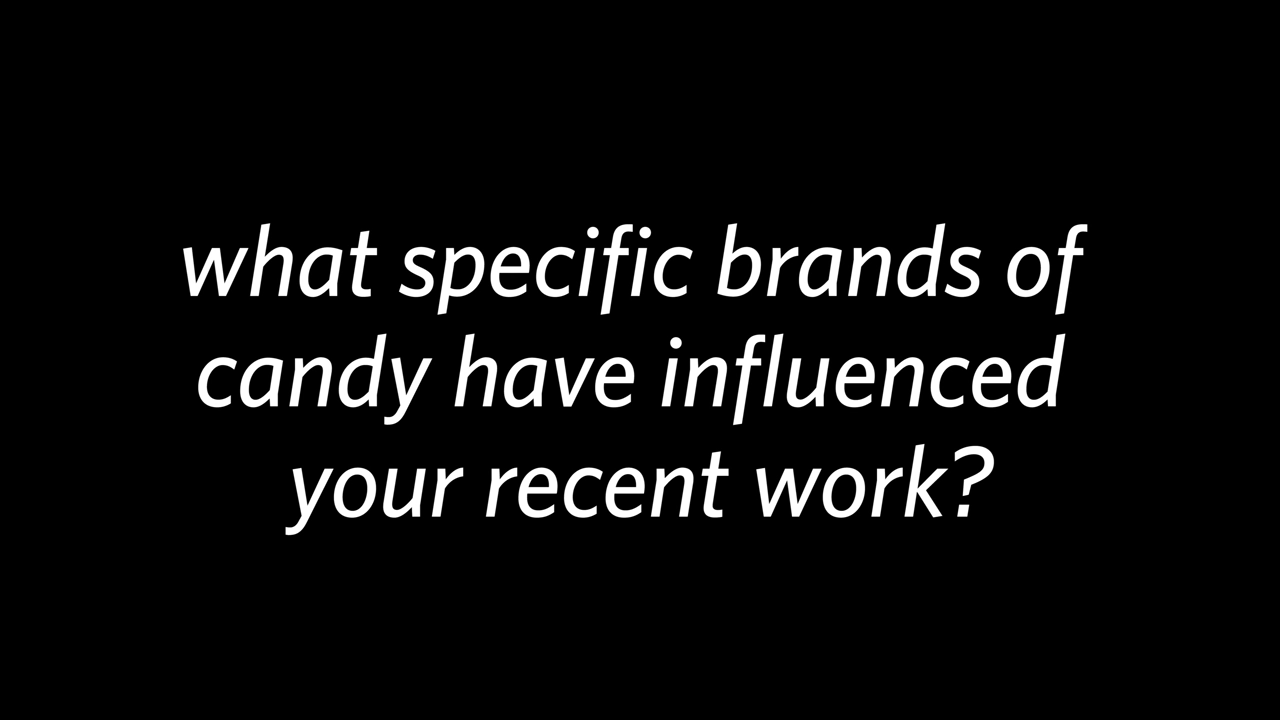 what specific brands of
candy have influenced
your recent work?